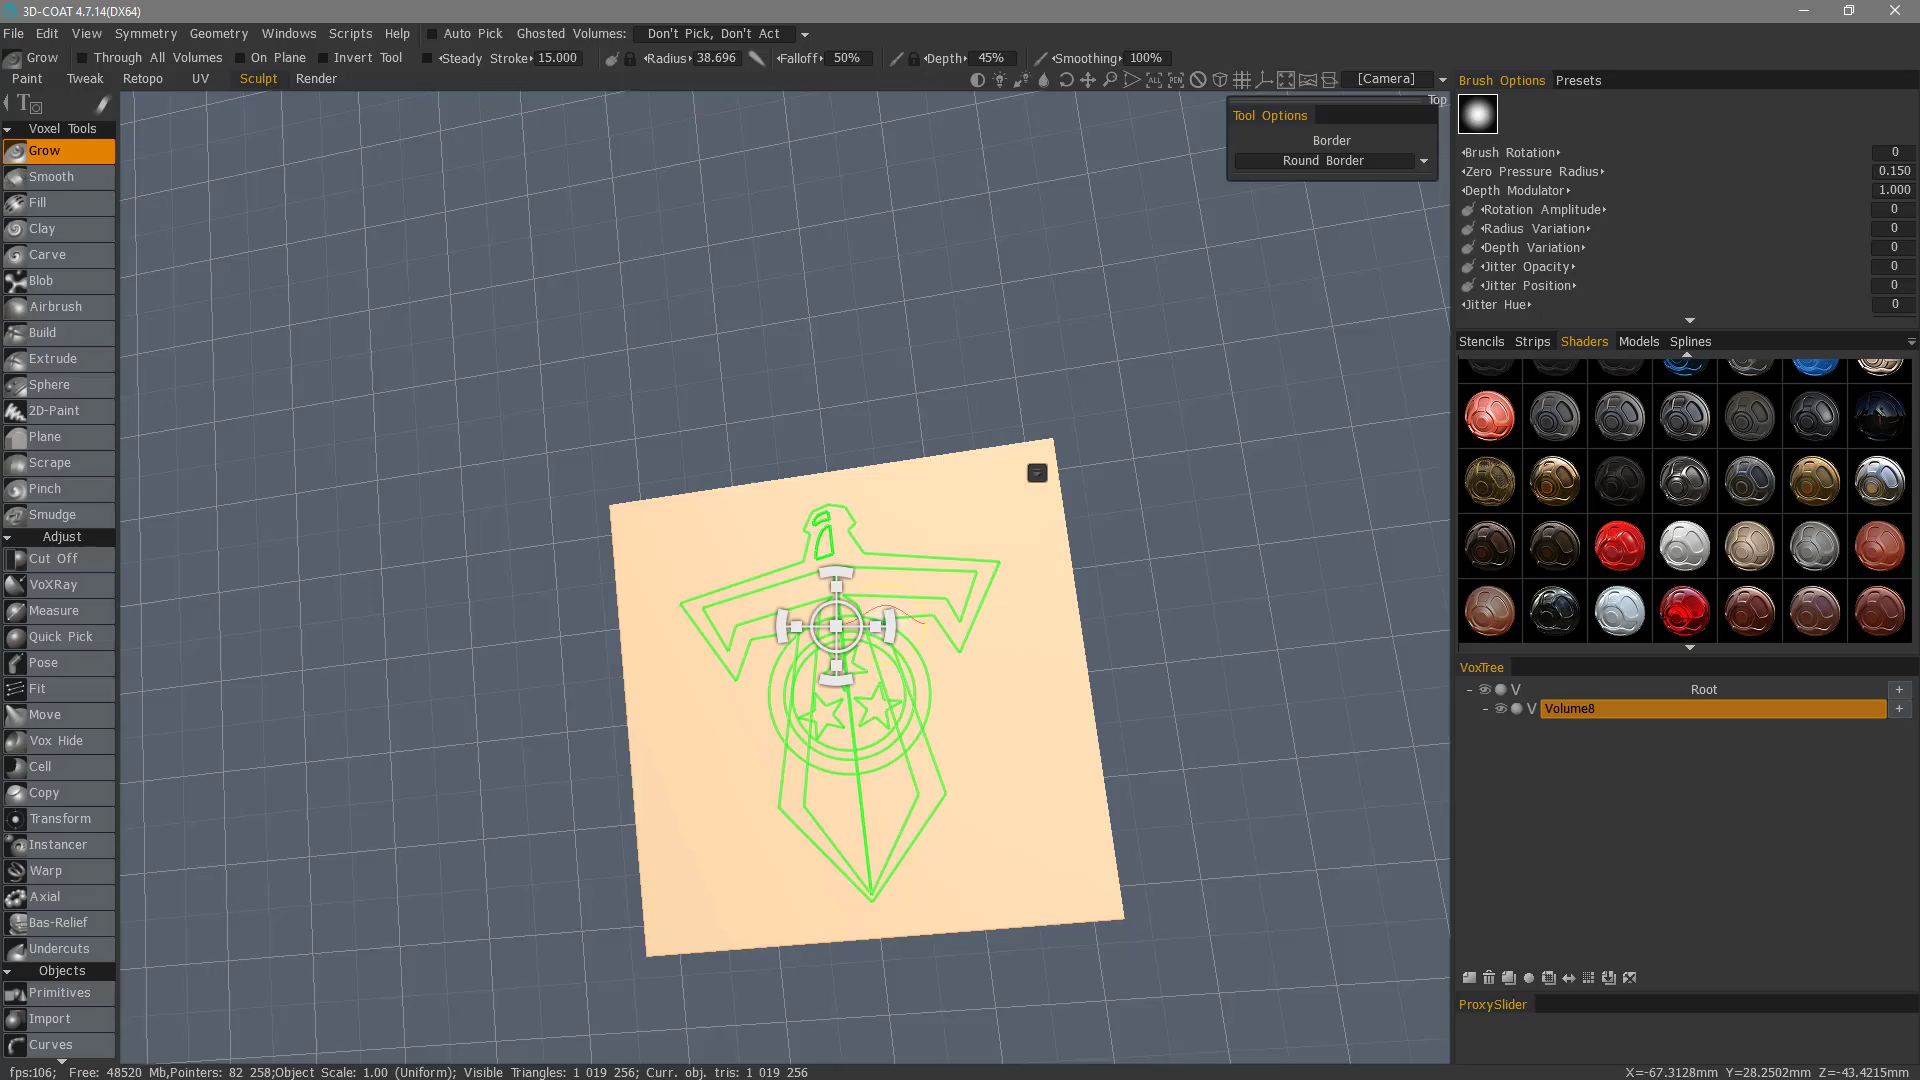 3D-COAT 4.7.14(DX64)
File Edit View Symmetry Geometry Windows Scripts Help Auto Pick Ghosted Volumes: Don't Pick, Don't Act
Grow Through All Volumes On Plane Invert Tool Steady Stroke 15.000 Radius 38.696 Falloff 50% Depth 45% Smoothing 100%
Paint Tweak Retopo UV Sculpt Render ALL PEN [Camera]
Voxel Tools
Grow
Smooth
Fill
Clay
Carve
Blob
Airbrush
Build
Extrude
Sphere
2D-Paint
Plane
Scrape
Pinch
Smudge
Adjust
Cut Off
VoXRay
Measure
Quick Pick
Pose
Fit
Move
Vox Hide
Cell
Copy
Transform
Instancer
Warp
Axial
Bas-Relief
Undercuts
Objects
Primitives
Import
Curves
Top
Tool Options
Border
Round Border
Brush Options Presets
Brush Rotation 0
Zero Pressure Radius 0.150
Depth Modulator 1.000
Rotation Amplitude 0
Radius Variation 0
Depth Variation 0
Jitter Opacity 0
Jitter Position 0
Jitter Hue 0
Stencils Strips Shaders Models Splines
VoxTree
V Root +
V Volume8 +
ProxySlider
fps:106; Free: 48520 Mb,Pointers: 82 258;Object Scale: 1.00 (Uniform); Visible Triangles: 1 019 256; Curr. obj. tris: 1 019 256
X=-67.3128mm Y=28.2502mm Z=-43.4215mm